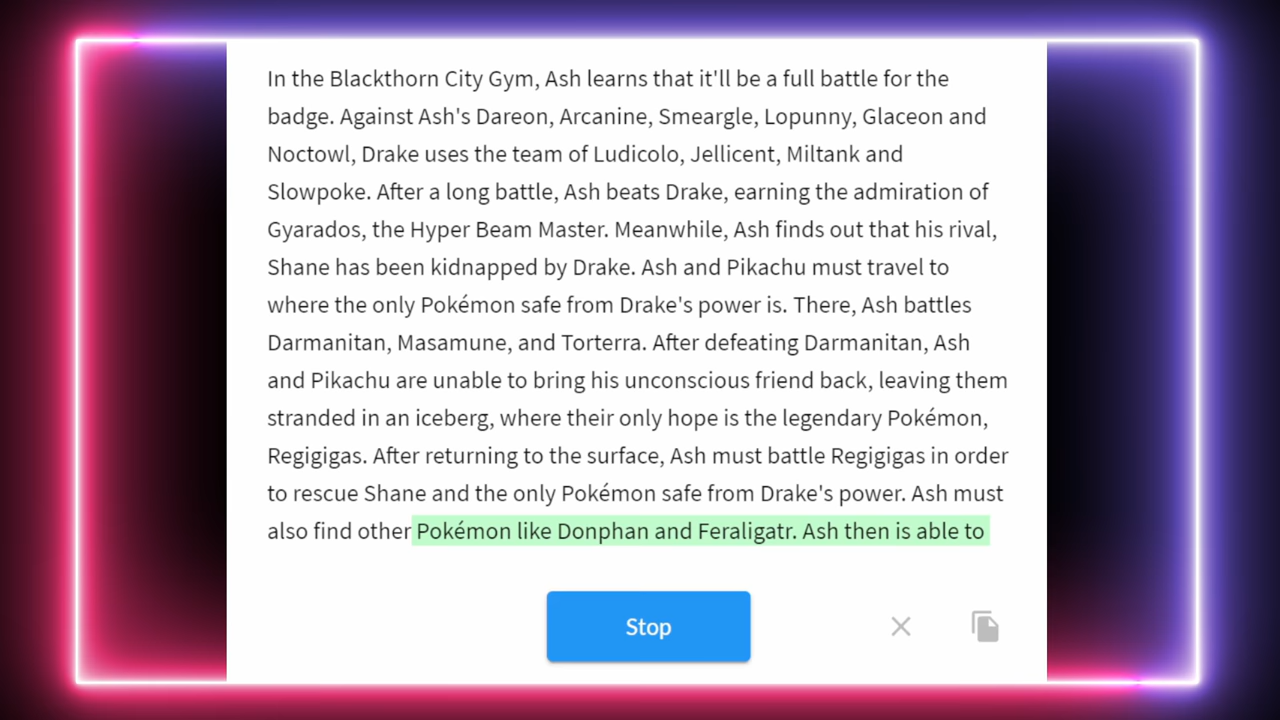 In the Blackthorn City Gym, Ash learns that it'll be a full battle for the
badge. Against Ash's Dareon, Arcanine, Smeargle, Lopunny, Glaceon and
Noctowl, Drake uses the team of Ludicolo, Jellicent, Miltank and
Slowpoke. After a long battle, Ash beats Drake, earning the admiration of
Gyarados, the Hyper Beam Master. Meanwhile, Ash finds out that his rival,
Shane has been kidnapped by Drake. Ash and Pikachu must travel to
where the only Pokémon safe from Drake's power is. There, Ash battles
Darmanitan, Masamune, and Torterra. After defeating Darmanitan, Ash
and Pikachu are unable to bring his unconscious friend back, leaving them
stranded in an iceberg, where their only hope is the legendary Pokémon,
Regigigas. After returning to the surface, Ash must battle Regigigas in order
to rescue Shane and the only Pokémon safe from Drake's power. Ash must
also find other Pokémon like Donphan and Feraligatr. Ash then is able to
Stop